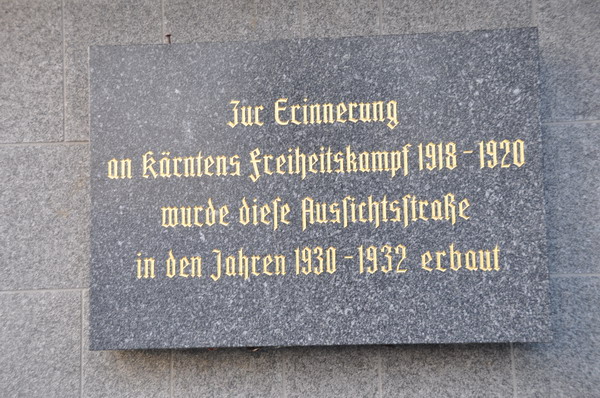 Zur Erinnerung
an Kärntens Freiheitskampf 1918-1920
wurde dieſe Ausſichtsſtraße
in den Jahren 1930-1932 erbaut